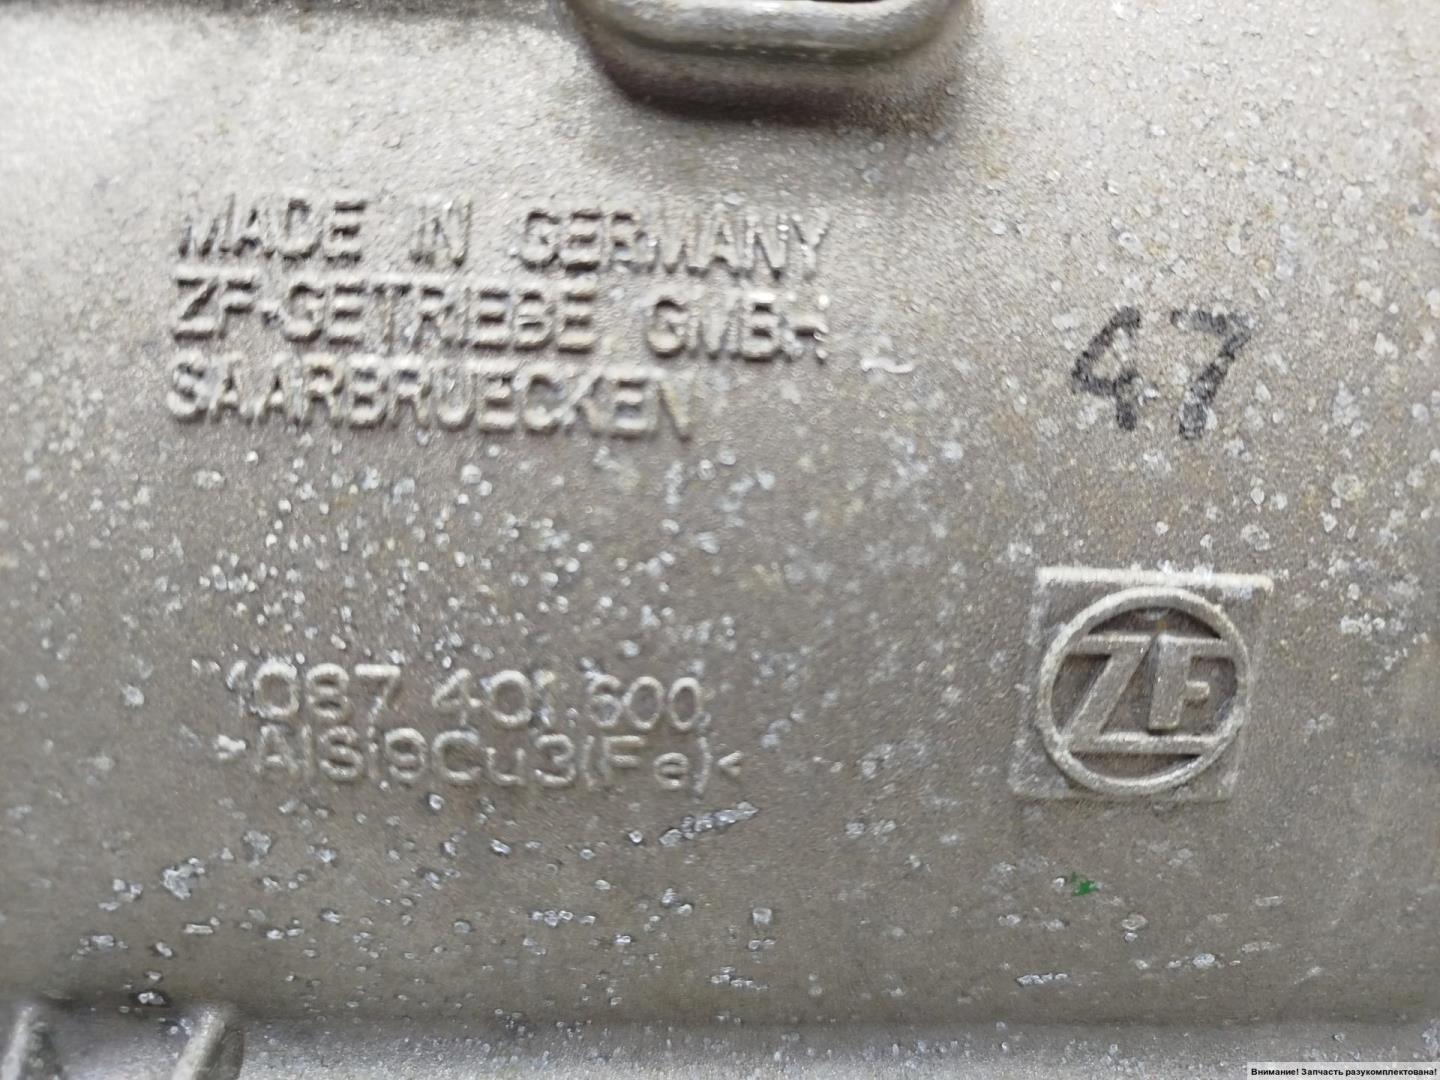 MADE IN GERMANY
ZF-GETRIEBE GMBH
SAARBRUECKEN
47
1087 401 600
>AlSi9Cu3(Fe)<
ZF
Внимание! Запчасть разукомплектована!